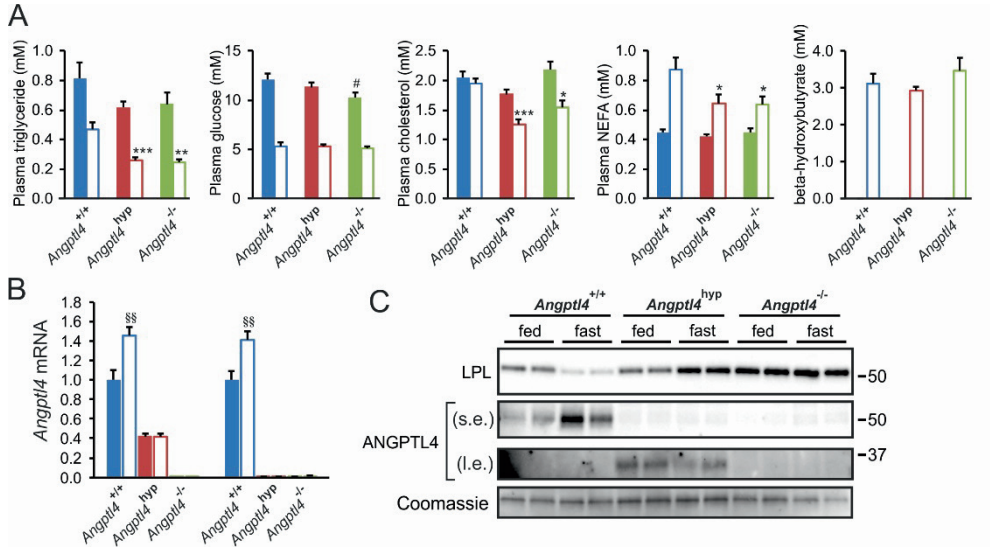 A
Plasma triglyceride (mM)
1.0
0.8
0.6
0.4
0.2
0
*** **
Angptl4+/+
Angptl4hyp
Angptl4-/-
Plasma glucose (mM)
15
10
5
0
#
Angptl4+/+
Angptl4hyp
Angptl4-/-
Plasma cholesterol (mM)
2.5
2.0
1.5
1.0
0.5
0.0
*** *
Angptl4+/+
Angptl4hyp
Angptl4-/-
Plasma NEFA (mM)
1.0
0.8
0.6
0.4
0.2
0
* *
Angptl4+/+
Angptl4hyp
Angptl4-/-
beta-hydroxybutyrate (mM)
4.0
3.0
2.0
1.0
0.0
Angptl4+/+
Angptl4hyp
Angptl4-/-
B
Angptl4 mRNA
1.8
1.6
1.4
1.2
1.0
0.8
0.6
0.4
0.2
0.0
§§ §§
Angptl4+/+
Angptl4hyp
Angptl4-/-
Angptl4+/+
Angptl4hyp
Angptl4-/-
C
Angptl4+/+ Angptl4hyp Angptl4-/-
fed fast fed fast fed fast
LPL
-50
ANGPTL4
(s.e.)
-50
(l.e.)
-37
Coomassie